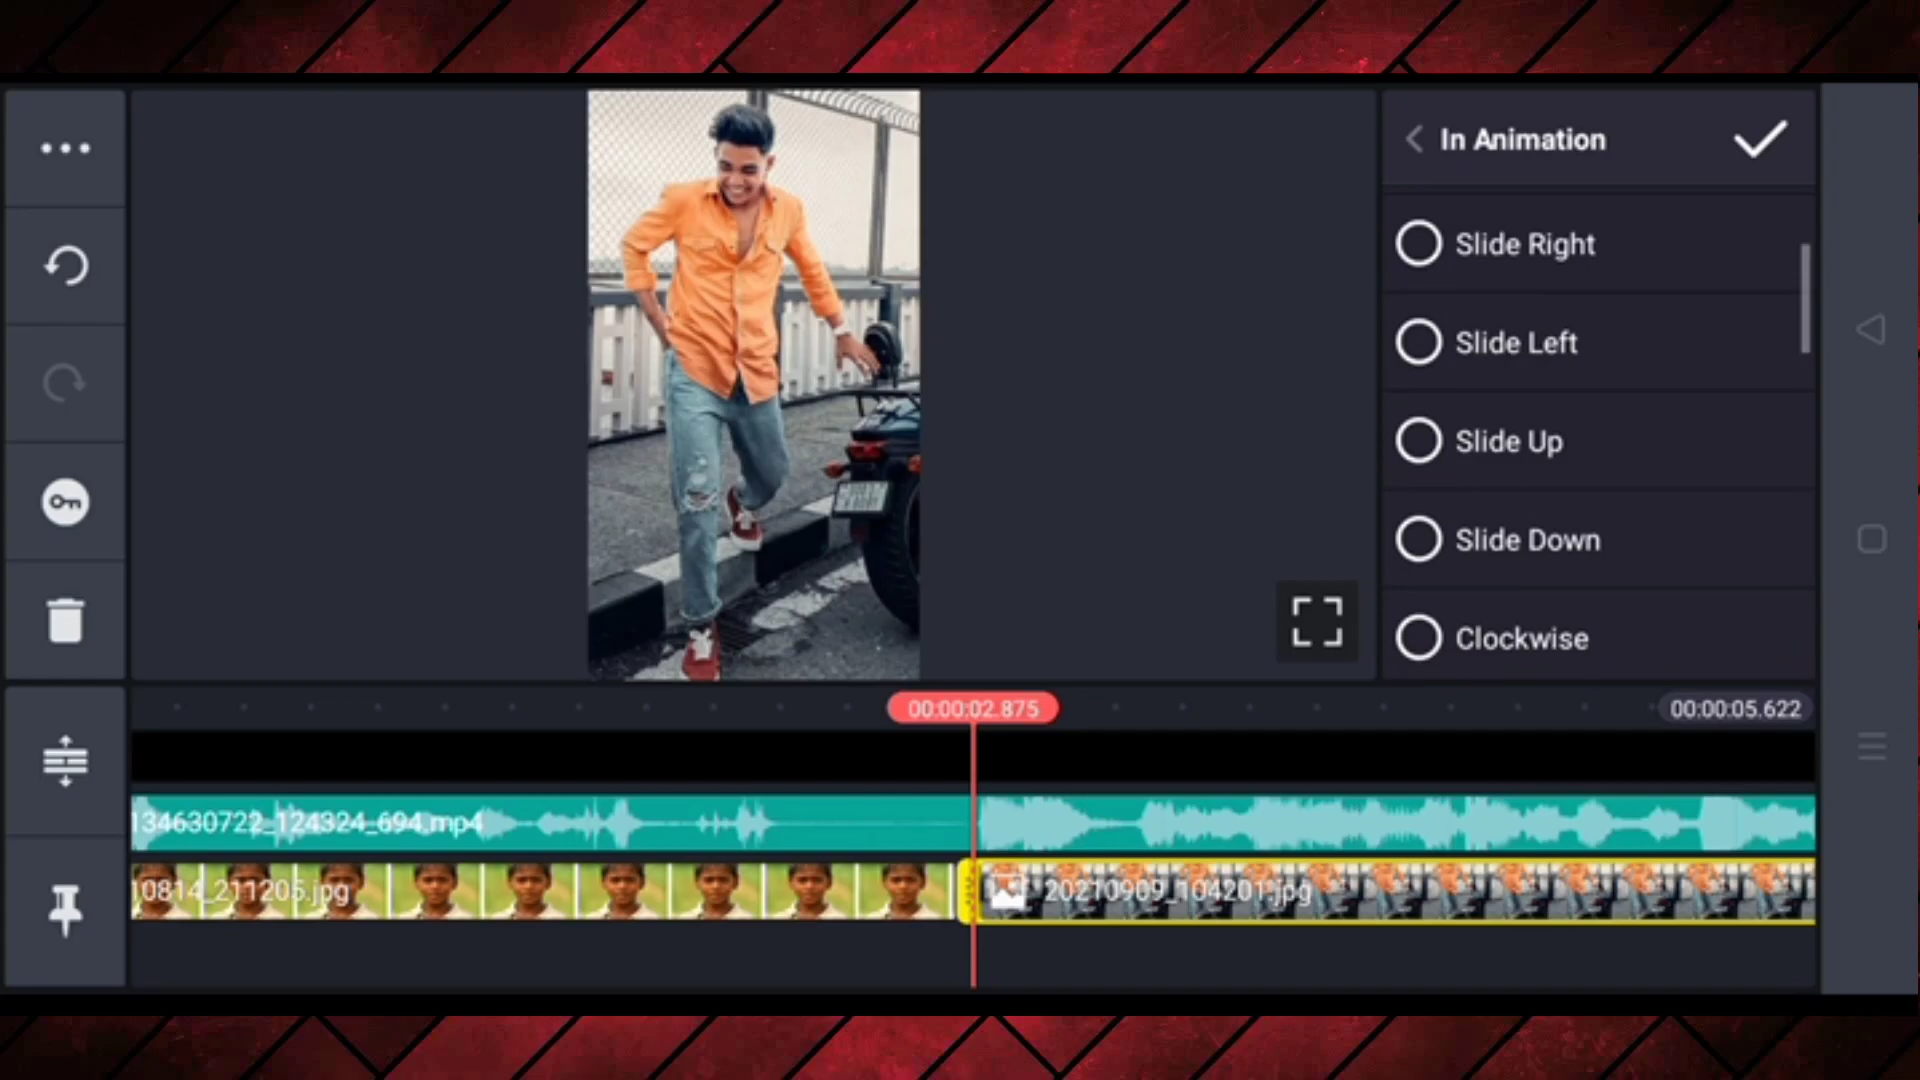 In Animation
Slide Right
Slide Left
Slide Up
Slide Down
Clockwise
00:00:02.875
00:00:05.622
134630722_124324_694.mp4
10814_211205.jpg
20210909_104201.jpg